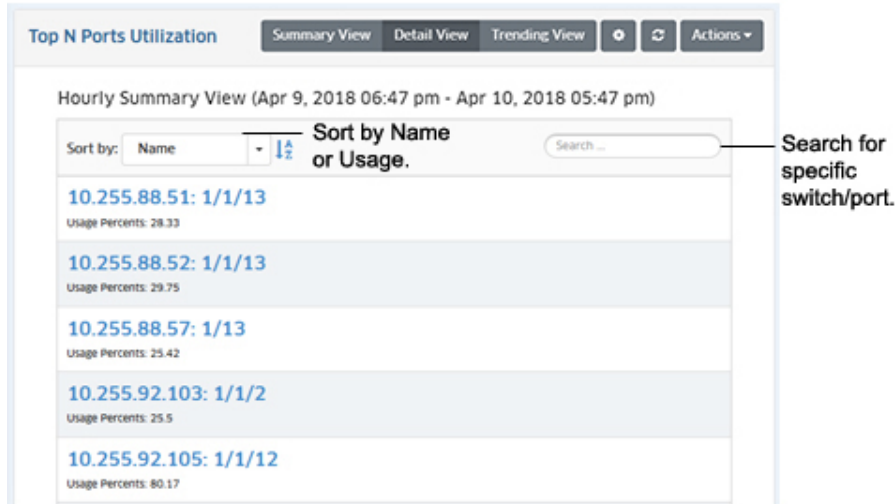 Top N Ports Utilization
Summary View Detail View Trending View Actions
Hourly Summary View (Apr 9, 2018 06:47 pm - Apr 10, 2018 05:47 pm)
Sort by: Name
Sort by Name
or Usage.
Search ...
Search for
specific
switch/port.
10.255.88.51: 1/1/13
Usage Percents: 28.33
10.255.88.52: 1/1/13
Usage Percents: 29.75
10.255.88.57: 1/13
Usage Percents: 25.42
10.255.92.103: 1/1/2
Usage Percents: 25.5
10.255.92.105: 1/1/12
Usage Percents: 80.17